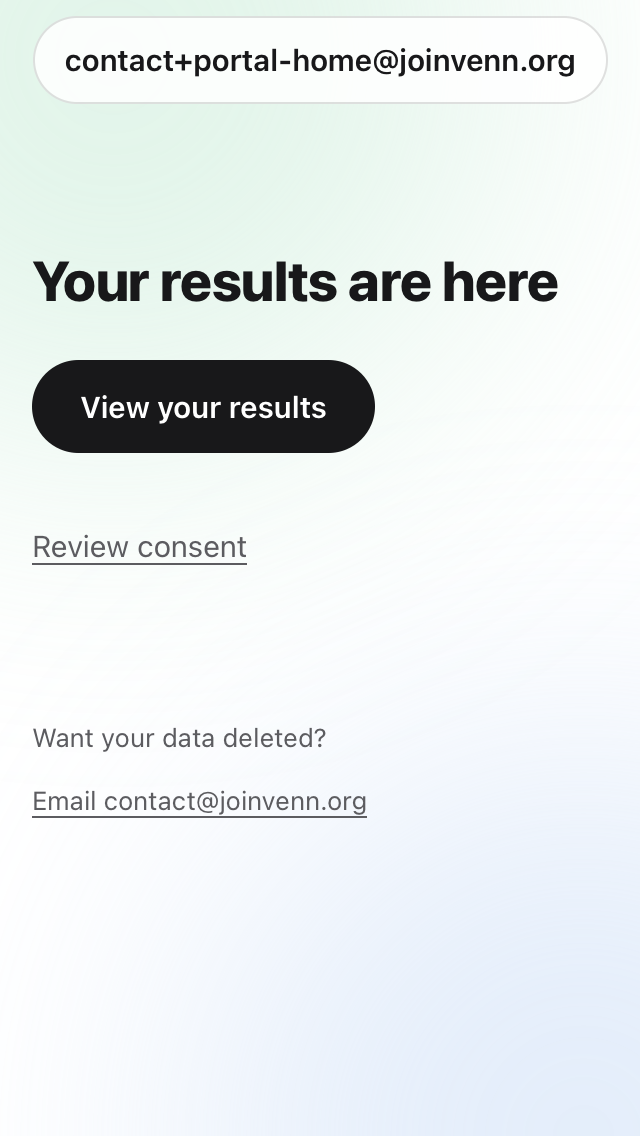 contact+portal-home@joinvenn.org
Your results are here
View your results
Review consent
Want your data deleted?
Email contact@joinvenn.org